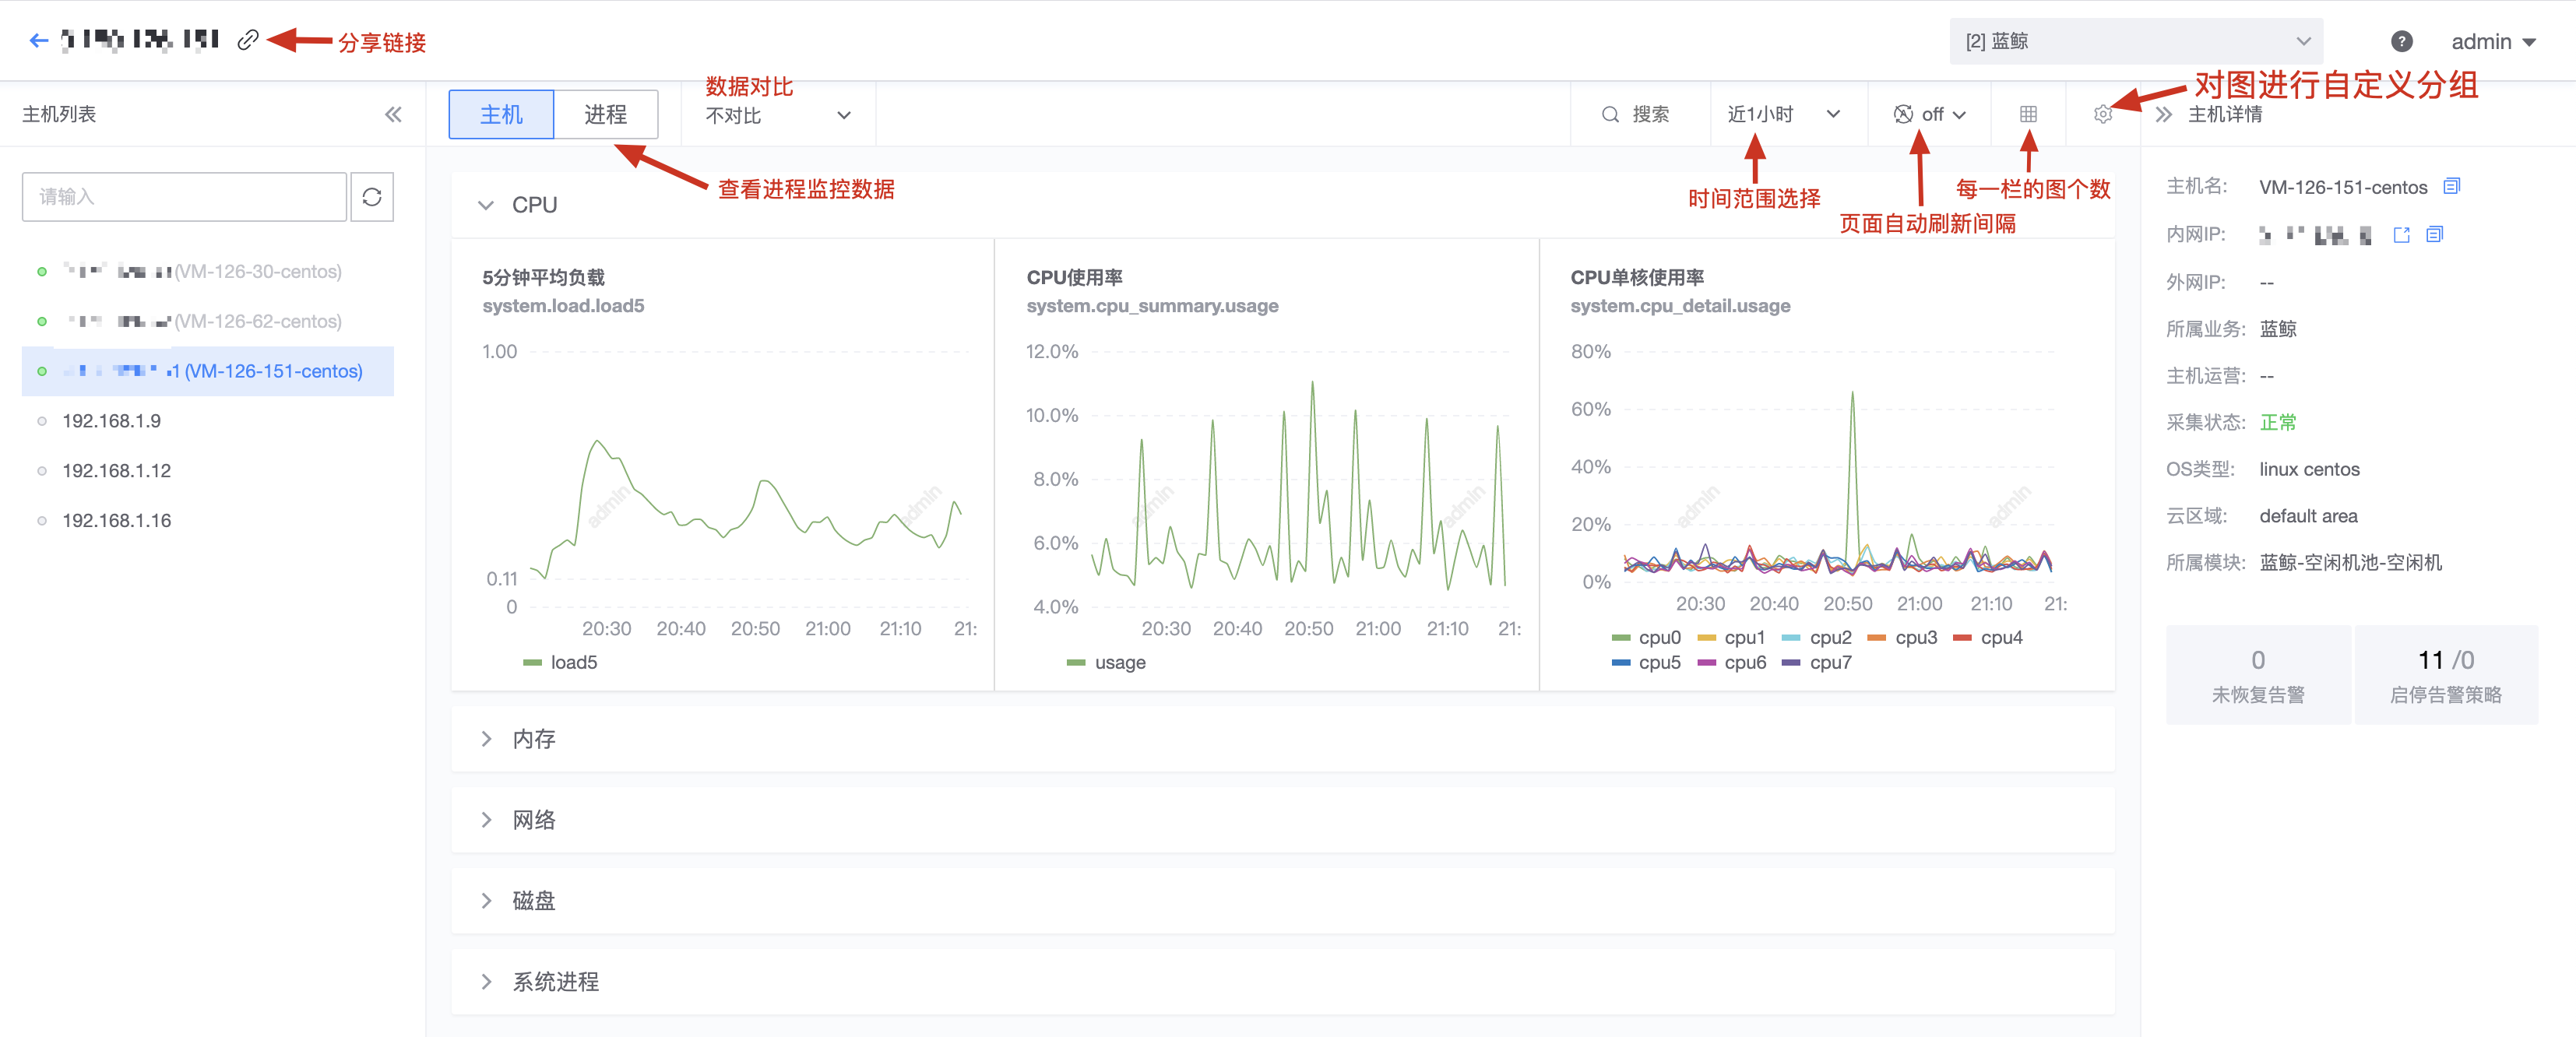 分享链接
[2] 蓝鲸
?
admin
对图进行自定义分组
主机列表
主机
进程
数据对比
不对比
搜索
近1小时
off
主机详情
查看进程监控数据
时间范围选择
页面自动刷新间隔
每一栏的图个数
请输入
(VM-126-30-centos)
(VM-126-62-centos)
.1 (VM-126-151-centos)
192.168.1.9
192.168.1.12
192.168.1.16
CPU
5分钟平均负载
system.load.load5
1.00
0.11
0
20:30 20:40 20:50 21:00 21:10 21:
load5
admin
admin
CPU使用率
system.cpu_summary.usage
12.0%
10.0%
8.0%
6.0%
4.0%
20:30 20:40 20:50 21:00 21:10 21:
usage
admin
admin
CPU单核使用率
system.cpu_detail.usage
80%
60%
40%
20%
0%
20:30 20:40 20:50 21:00 21:10 21:
cpu0 cpu1 cpu2 cpu3 cpu4
cpu5 cpu6 cpu7
admin
admin
内存
网络
磁盘
系统进程
主机名: VM-126-151-centos
内网IP:
外网IP: --
所属业务: 蓝鲸
主机运营: --
采集状态: 正常
OS类型: linux centos
云区域: default area
所属模块: 蓝鲸-空闲机池-空闲机
0
未恢复告警
11 /0
启停告警策略